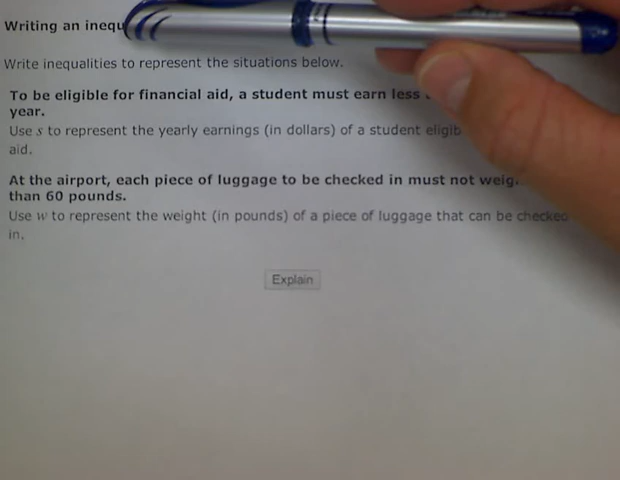 Writing an inequ
Write inequalities to represent the situations below.
To be eligible for financial aid, a student must earn less
year.
Use s to represent the yearly earnings (in dollars) of a student eligib
aid.
At the airport, each piece of luggage to be checked in must not weig
than 60 pounds.
Use w to represent the weight (in pounds) of a piece of luggage that can be checked
in.
Explain